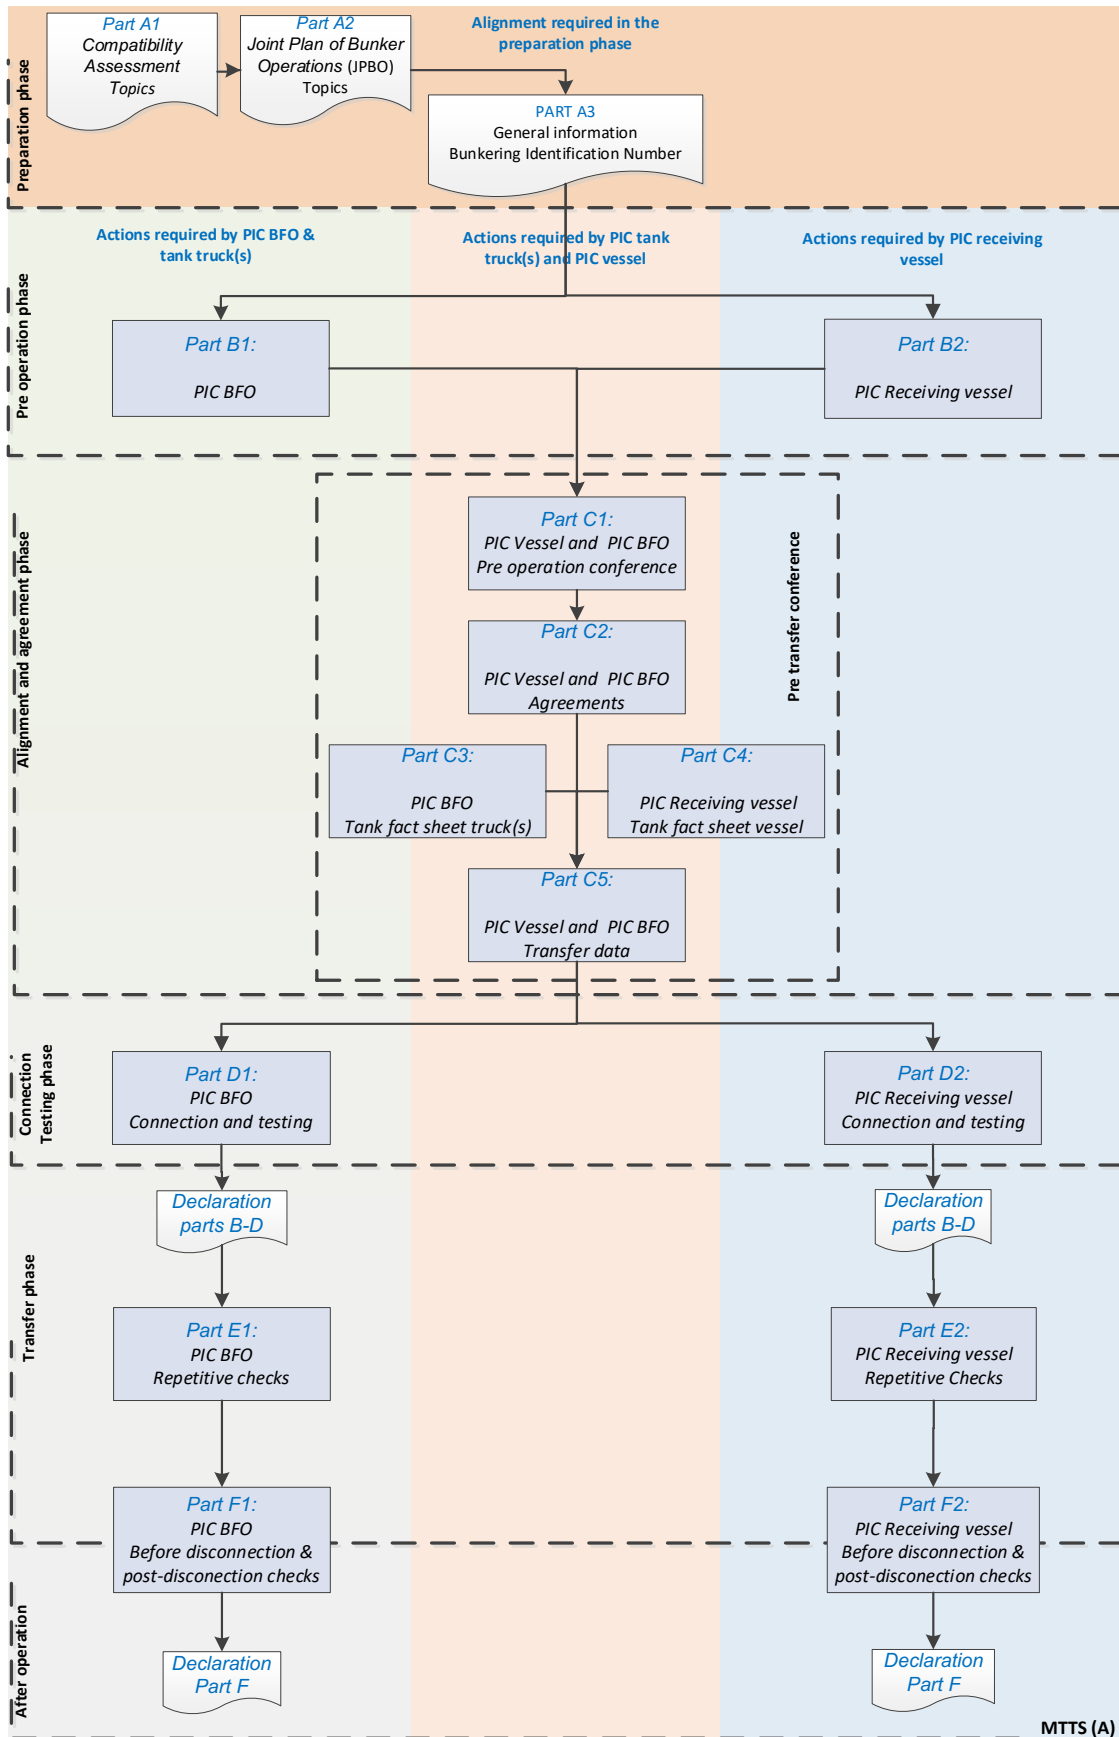 Part A1
Compatibility
Assessment
Topics
Part A2
Joint Plan of Bunker
Operations (JPBO)
Topics
Alignment required in the
preparation phase
PART A3
General information
Bunkering Identification Number
Preparation phase
Actions required by PIC BFO &
tank truck(s)
Actions required by PIC tank
truck(s) and PIC vessel
Actions required by PIC receiving
vessel
Pre operation phase
Part B1:
PIC BFO
Part B2:
PIC Receiving vessel
Alignment and agreement phase
Pre transfer conference
Part C1:
PIC Vessel and PIC BFO
Pre operation conference
Part C2:
PIC Vessel and PIC BFO
Agreements
Part C3:
PIC BFO
Tank fact sheet truck(s)
Part C4:
PIC Receiving vessel
Tank fact sheet vessel
Part C5:
PIC Vessel and PIC BFO
Transfer data
Connection
Testing phase
Part D1:
PIC BFO
Connection and testing
Part D2:
PIC Receiving vessel
Connection and testing
Transfer phase
Declaration
parts B-D
Declaration
parts B-D
Part E1:
PIC BFO
Repetitive checks
Part E2:
PIC Receiving vessel
Repetitive Checks
Part F1:
PIC BFO
Before disconnection &
post-disconection checks
Part F2:
PIC Receiving vessel
Before disconnection &
post-disconection checks
After operation
Declaration
Part F
Declaration
Part F
MTTS (A)